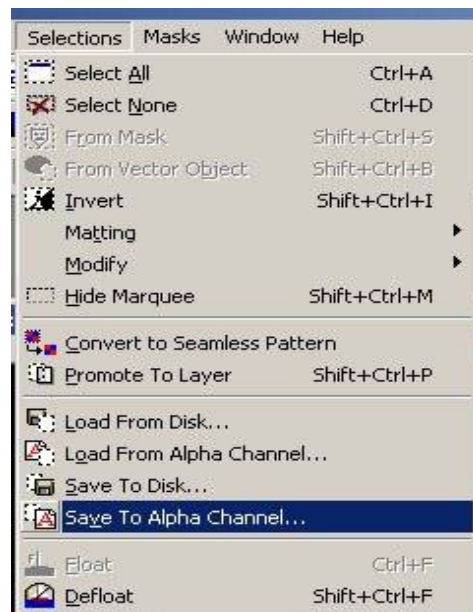 Selections Masks Window Help
Select All Ctrl+A
Select None Ctrl+D
From Mask Shift+Ctrl+S
From Vector Object Shift+Ctrl+B
Invert Shift+Ctrl+I
Matting
Modify
Hide Marquee Shift+Ctrl+M
Convert to Seamless Pattern
Promote To Layer Shift+Ctrl+P
Load From Disk...
Load From Alpha Channel...
Save To Disk...
Save To Alpha Channel...
Float Ctrl+F
Defloat Shift+Ctrl+F